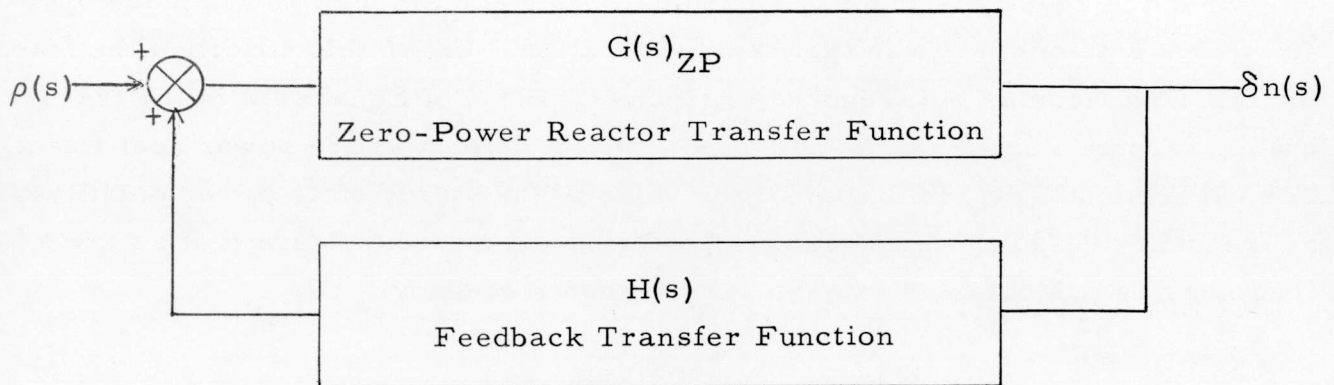 G(s)ZP
+
ρ(s)
δn(s)
+
Zero-Power Reactor Transfer Function
H(s)
Feedback Transfer Function